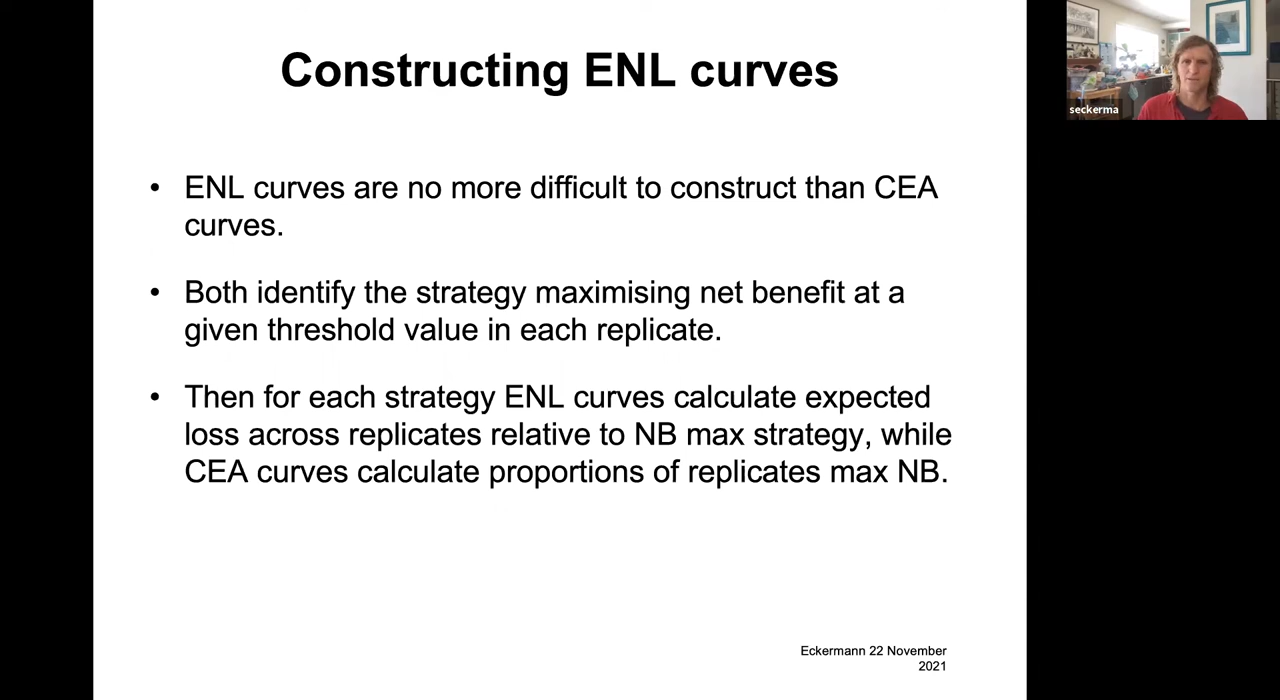 Constructing ENL curves
• ENL curves are no more difficult to construct than CEA
curves.
• Both identify the strategy maximising net benefit at a
given threshold value in each replicate.
• Then for each strategy ENL curves calculate expected
loss across replicates relative to NB max strategy, while
CEA curves calculate proportions of replicates max NB.
Eckermann 22 November
2021
seckerma